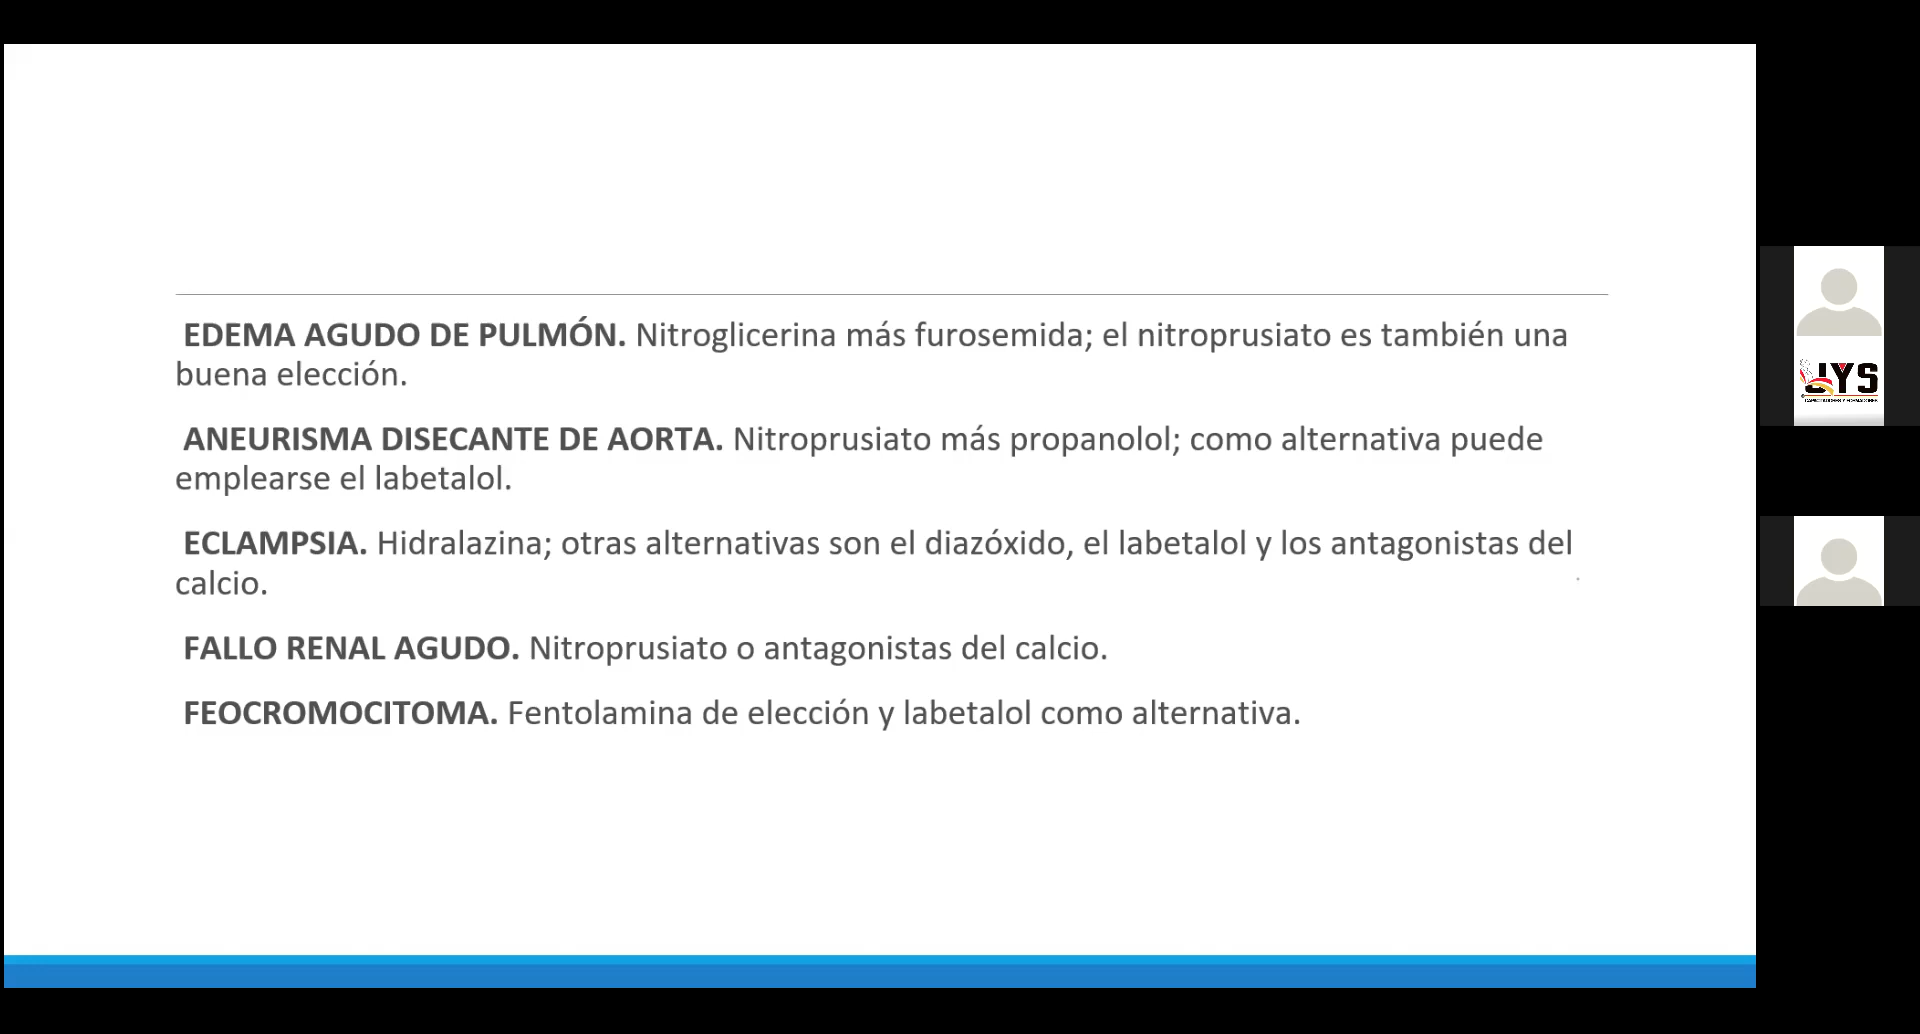 EDEMA AGUDO DE PULMÓN. Nitroglicerina más furosemida; el nitroprusiato es también una
buena elección.
ANEURISMA DISECANTE DE AORTA. Nitroprusiato más propanolol; como alternativa puede
emplearse el labetalol.
ECLAMPSIA. Hidralazina; otras alternativas son el diazóxido, el labetalol y los antagonistas del
calcio.
FALLO RENAL AGUDO. Nitroprusiato o antagonistas del calcio.
FEOCROMOCITOMA. Fentolamina de elección y labetalol como alternativa.
JYS